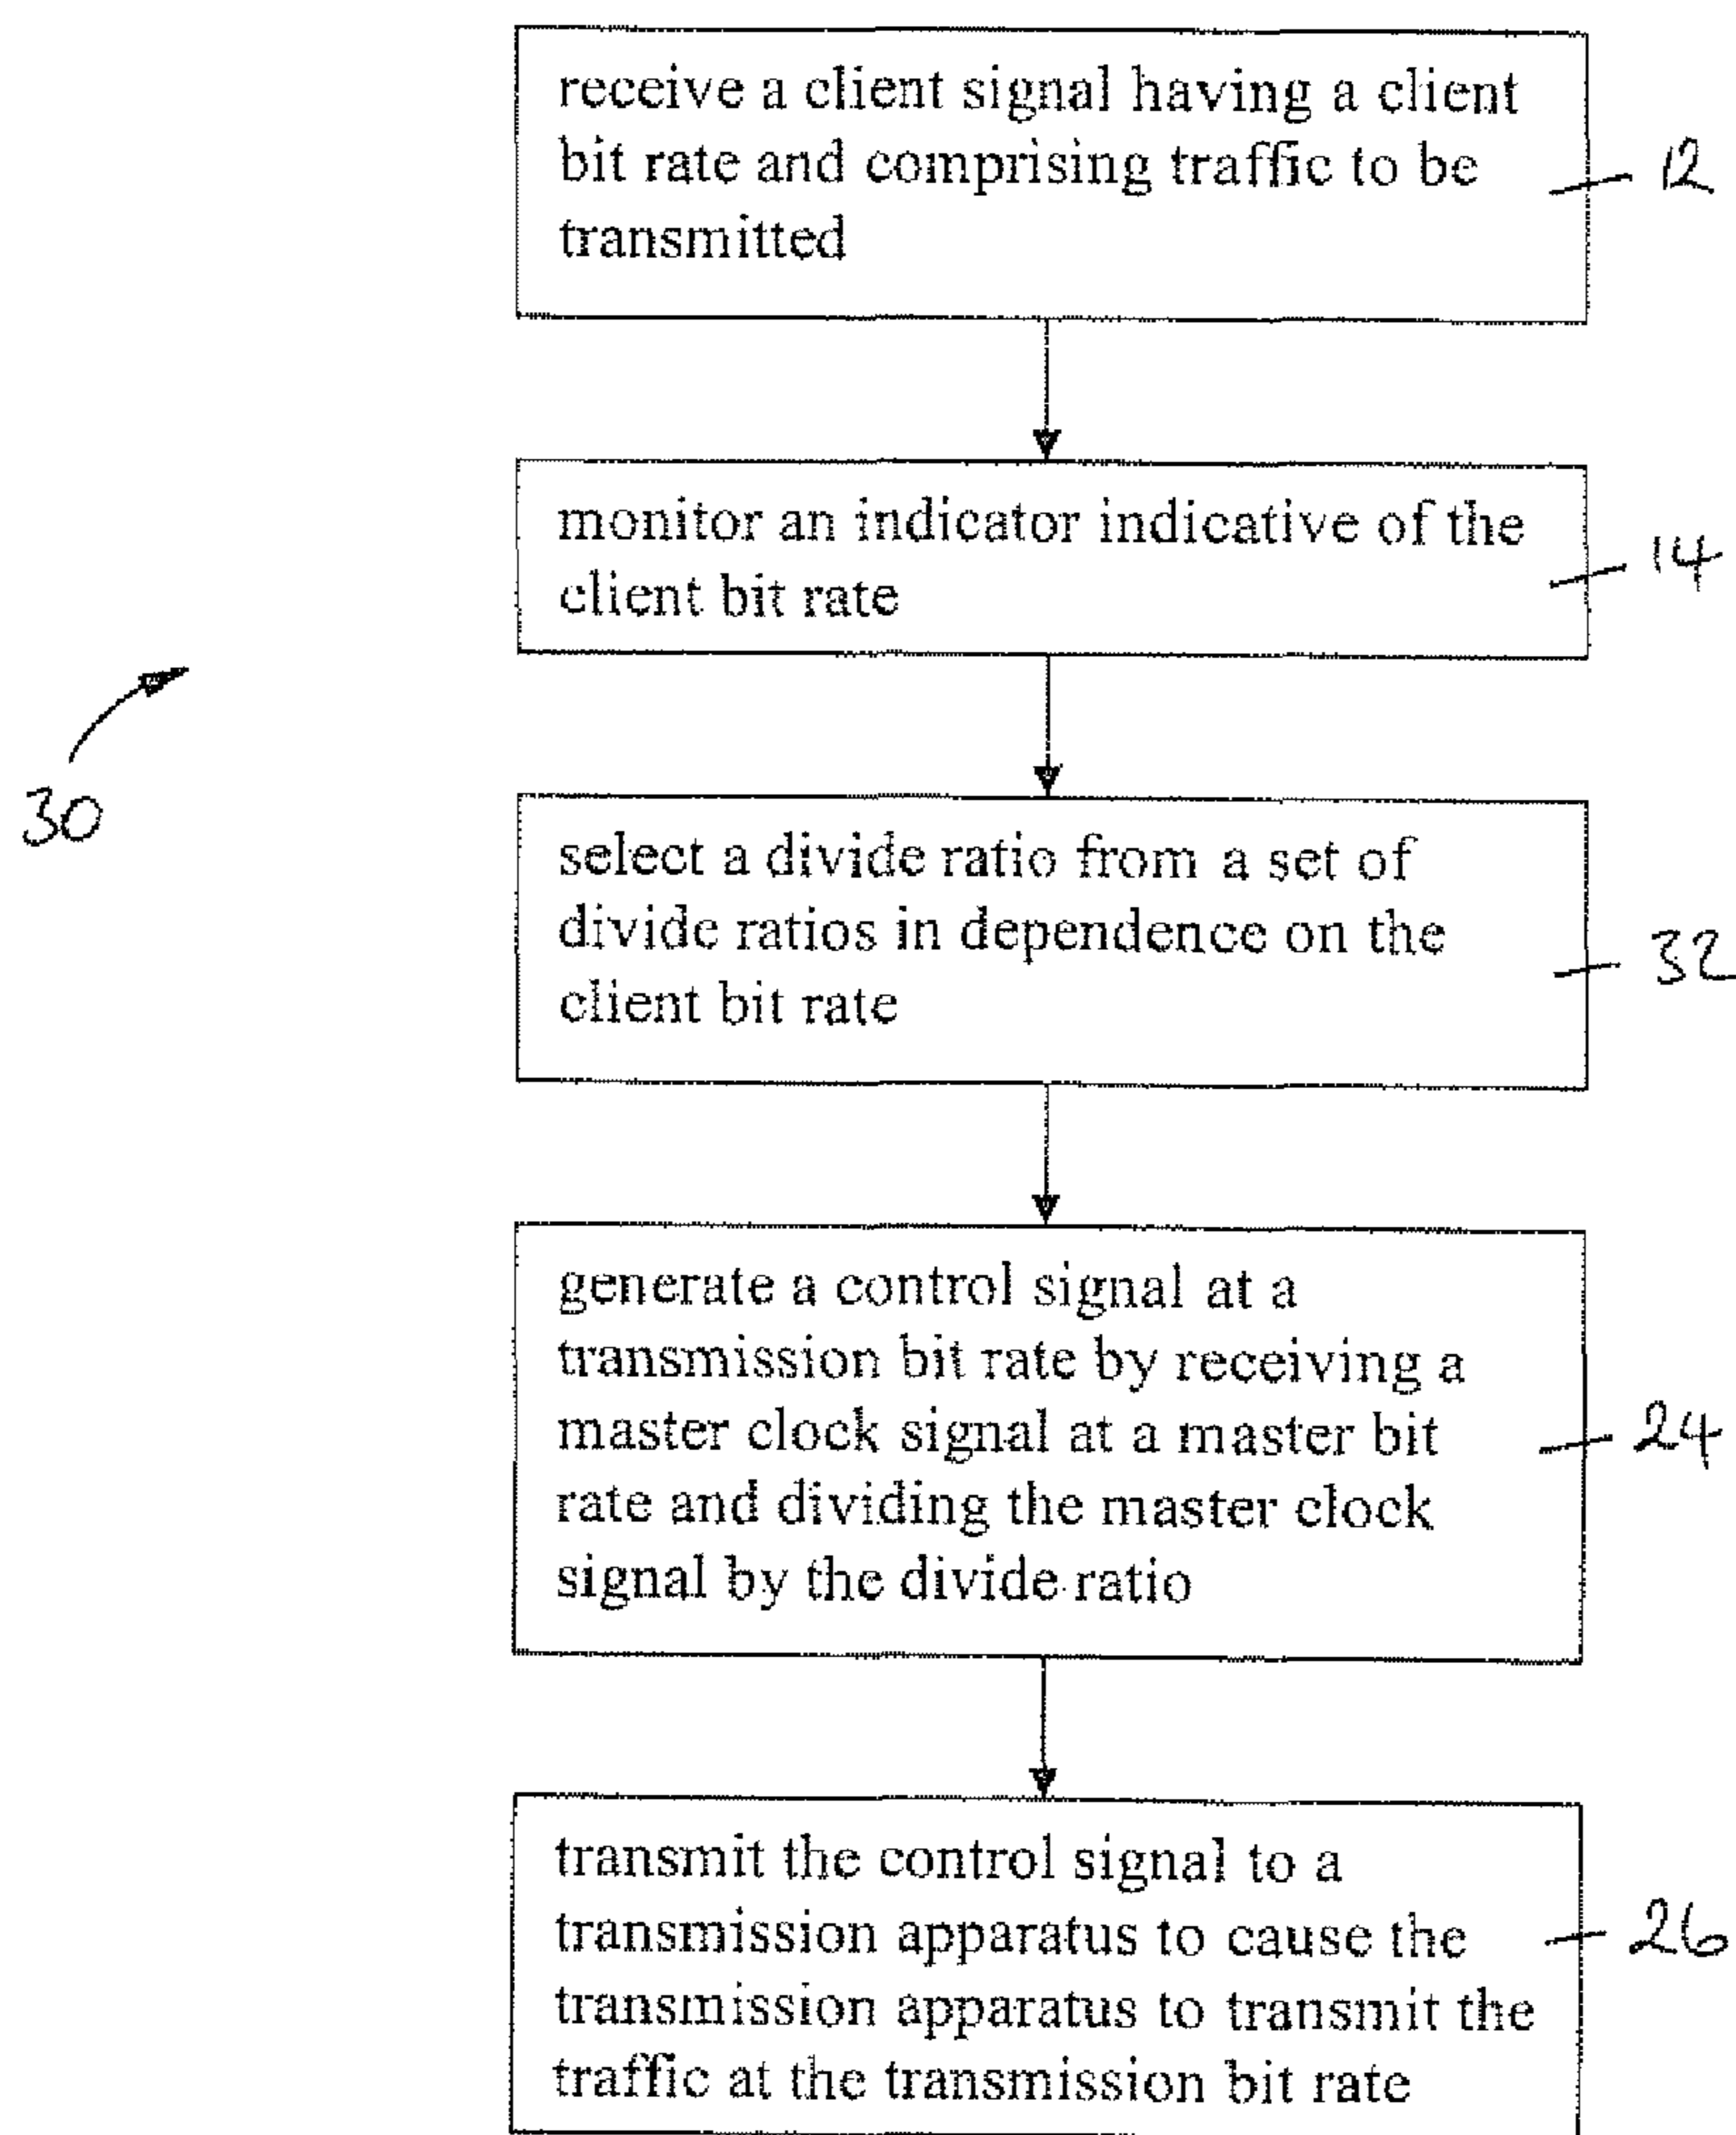 receive a client signal having a client
bit rate and comprising traffic to be
transmitted
12
monitor an indicator indicative of the
client bit rate
14
30
select a divide ratio from a set of
divide ratios in dependence on the
client bit rate
32
generate a control signal at a
transmission bit rate by receiving a
master clock signal at a master bit
rate and dividing the master clock
signal by the divide ratio
24
transmit the control signal to a
transmission apparatus to cause the
transmission apparatus to transmit the
traffic at the transmission bit rate
26